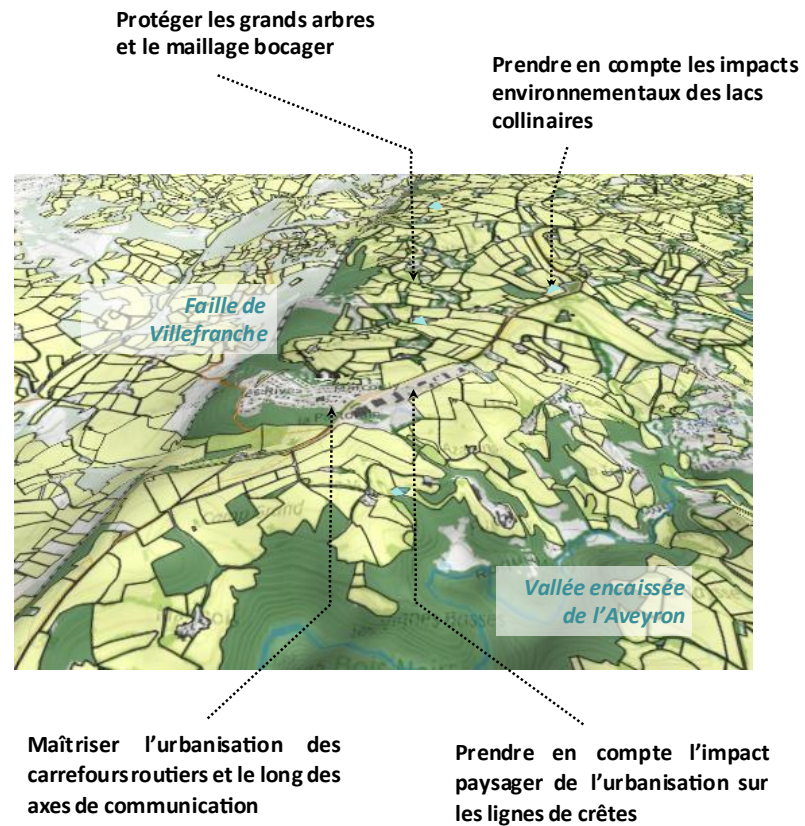 Protéger les grands arbres
et le maillage bocager
Prendre en compte les impacts
environnementaux des lacs
collinaires
Faille de
Villefranche
Vallée encaissée
de l'Aveyron
Maîtriser l'urbanisation des
carrefours routiers et le long des
axes de communication
Prendre en compte l'impact
paysager de l'urbanisation sur
les lignes de crêtes